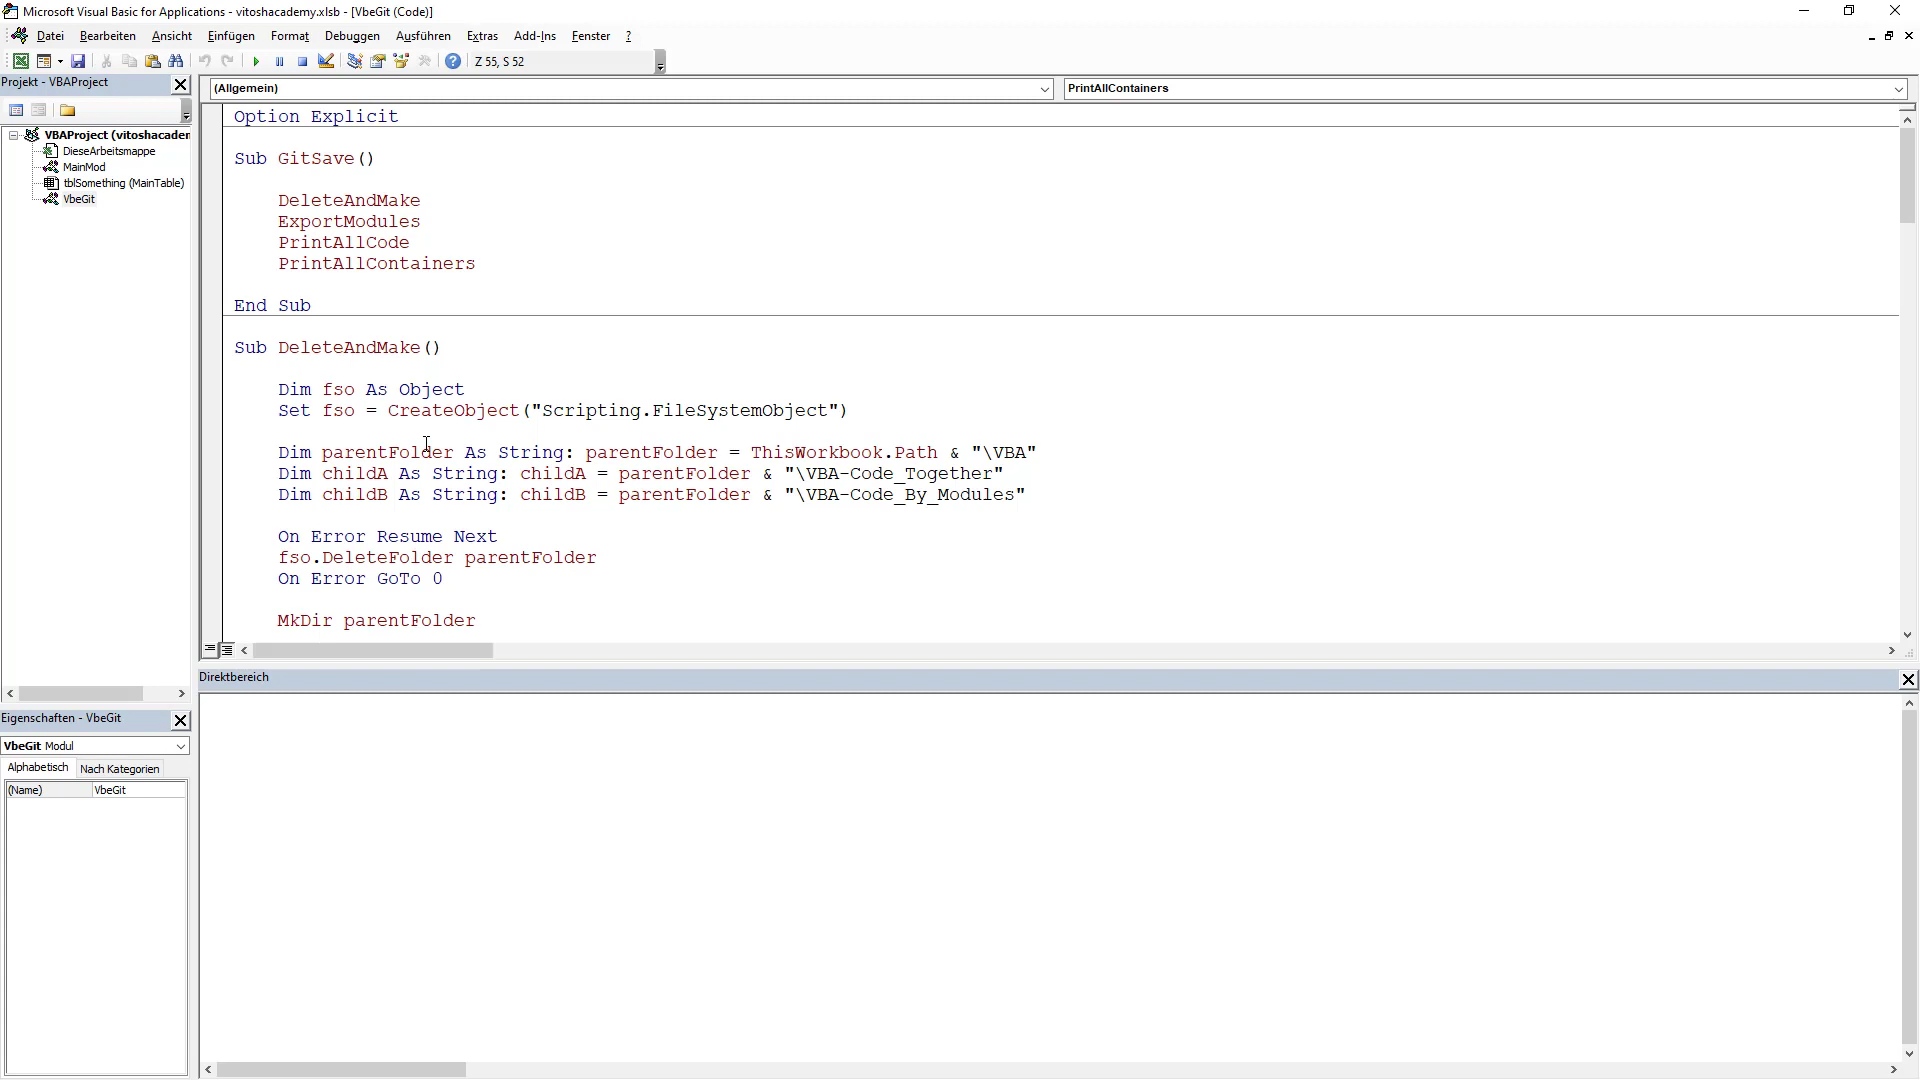 Microsoft Visual Basic for Applications - vitoshacademy.xlsb - [VbeGit (Code)]
Datei Bearbeiten Ansicht Einfügen Format Debuggen Ausführen Extras Add-Ins Fenster ?
Z 55, S 52
Projekt - VBAProject
VBAProject (vitoshacaden
DieseArbeitsmappe
MainMod
tblSomething (MainTable)
VbeGit
Eigenschaften - VbeGit
VbeGit Modul
Alphabetisch Nach Kategorien
(Name) VbeGit
(Allgemein) PrintAllContainers
Option Explicit
Sub GitSave()
DeleteAndMake
ExportModules
PrintAllCode
PrintAllContainers
End Sub
Sub DeleteAndMake()
Dim fso As Object
Set fso = CreateObject("Scripting.FileSystemObject")
Dim parentFolder As String: parentFolder = ThisWorkbook.Path & "\VBA"
Dim childA As String: childA = parentFolder & "\VBA-Code_Together"
Dim childB As String: childB = parentFolder & "\VBA-Code_By_Modules"
On Error Resume Next
fso.DeleteFolder parentFolder
On Error GoTo 0
MkDir parentFolder
Direktbereich